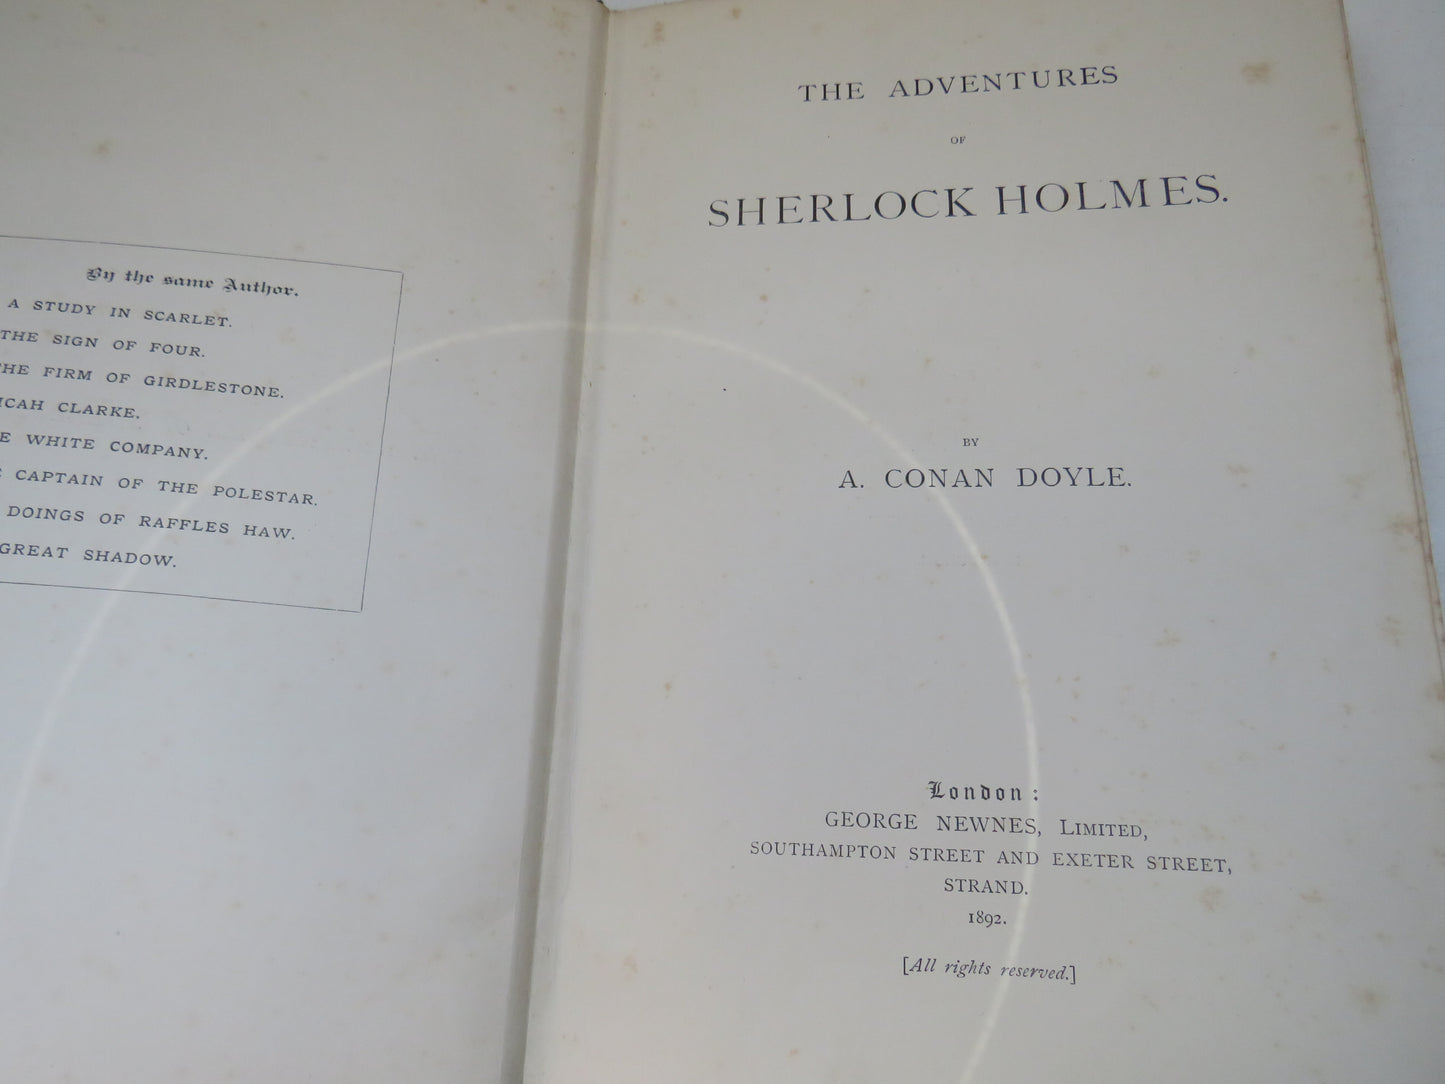 By the same Author.
A STUDY IN SCARLET.
THE SIGN OF FOUR.
THE FIRM OF GIRDLESTONE.
ICAH CLARKE.
E WHITE COMPANY.
CAPTAIN OF THE POLESTAR.
DOINGS OF RAFFLES HAW.
GREAT SHADOW.
THE ADVENTURES
OF
SHERLOCK HOLMES.
BY
A. CONAN DOYLE.
London:
GEORGE NEWNES, LIMITED,
SOUTHAMPTON STREET AND EXETER STREET,
STRAND.
1892.
[All rights reserved.]